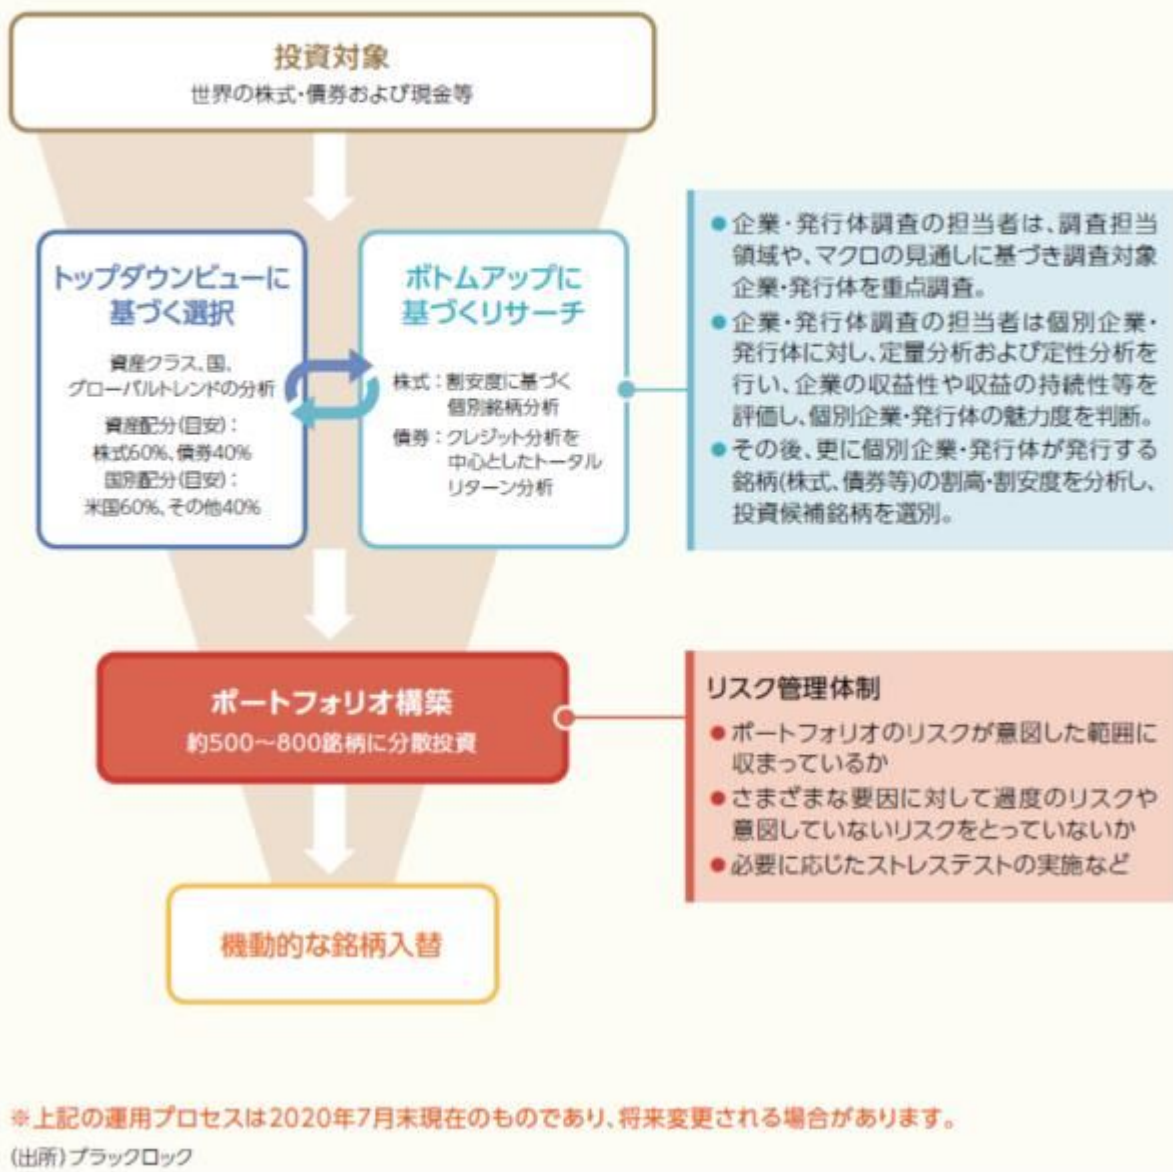 投資対象
世界の株式・債券および現金等
トップダウンビューに
基づく選択
資産クラス、国、
グローバルトレンドの分析
資産配分(目安)：
株式60%、債券40%
国別配分(目安)：
米国60%、その他40%
ボトムアップに
基づくリサーチ
株式：割安度に基づく
個別銘柄分析
債券：クレジット分析を
中心としたトータル
リターン分析
●企業・発行体調査の担当者は、調査担当
領域や、マクロの見通しに基づき調査対象
企業・発行体を重点調査。
●企業・発行体調査の担当者は個別企業・
発行体に対し、定量分析および定性分析を
行い、企業の収益性や収益の持続性等を
評価し、個別企業・発行体の魅力度を判断。
●その後、更に個別企業・発行体が発行する
銘柄(株式、債券等)の割高・割安度を分析し、
投資候補銘柄を選別。
ポートフォリオ構築
約500～800銘柄に分散投資
リスク管理体制
●ポートフォリオのリスクが意図した範囲に
収まっているか
●さまざまな要因に対して過度のリスクや
意図していないリスクをとっていないか
●必要に応じたストレステストの実施など
機動的な銘柄入替
※上記の運用プロセスは2020年7月末現在のものであり、将来変更される場合があります。
(出所)ブラックロック